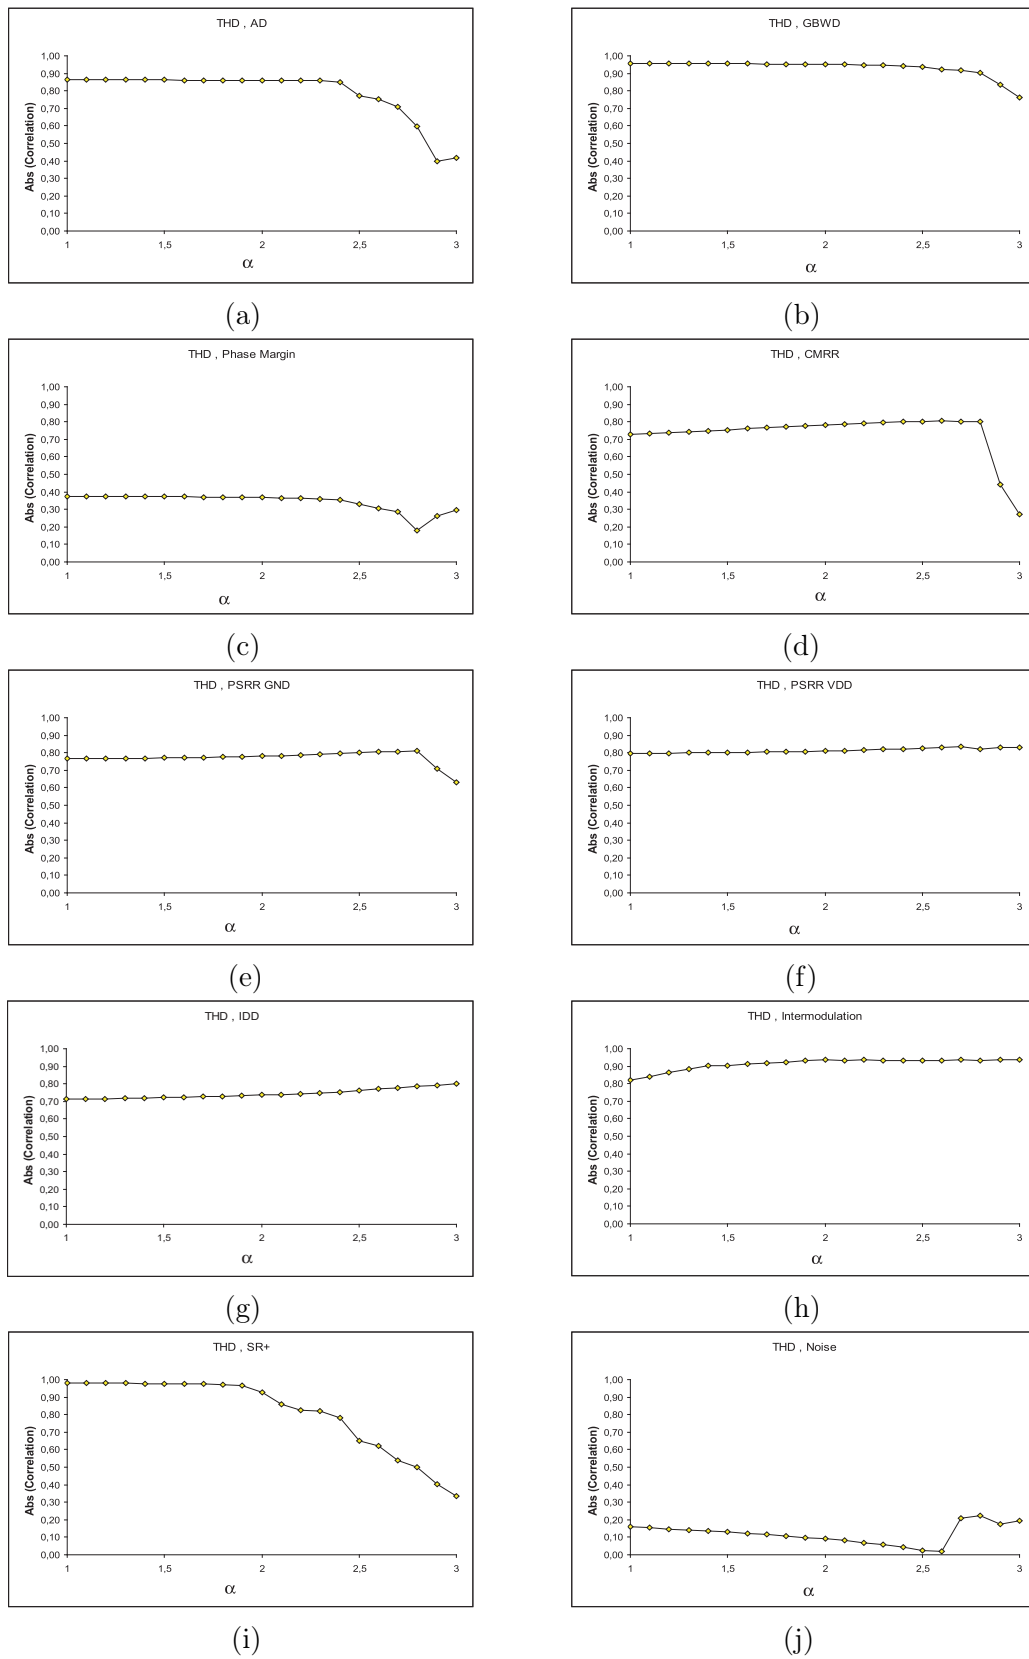 THD , AD
Abs (Correlation)
1,00
0,90
0,80
0,70
0,60
0,50
0,40
0,30
0,20
0,10
0,00
1 1,5 2 2,5 3
α
(a)
THD , GBWD
Abs (Correlation)
1,00
0,90
0,80
0,70
0,60
0,50
0,40
0,30
0,20
0,10
0,00
1 1,5 2 2,5 3
α
(b)
THD , Phase Margin
Abs (Correlation)
1,00
0,90
0,80
0,70
0,60
0,50
0,40
0,30
0,20
0,10
0,00
1 1,5 2 2,5 3
α
(c)
THD , CMRR
Abs (Correlation)
1,00
0,90
0,80
0,70
0,60
0,50
0,40
0,30
0,20
0,10
0,00
1 1,5 2 2,5 3
α
(d)
THD , PSRR GND
Abs (Correlation)
1,00
0,90
0,80
0,70
0,60
0,50
0,40
0,30
0,20
0,10
0,00
1 1,5 2 2,5 3
α
(e)
THD , PSRR VDD
Abs (Correlation)
1,00
0,90
0,80
0,70
0,60
0,50
0,40
0,30
0,20
0,10
0,00
1 1,5 2 2,5 3
α
(f)
THD , IDD
Abs (Correlation)
1,00
0,90
0,80
0,70
0,60
0,50
0,40
0,30
0,20
0,10
0,00
1 1,5 2 2,5 3
α
(g)
THD , Intermodulation
Abs (Correlation)
1,00
0,90
0,80
0,70
0,60
0,50
0,40
0,30
0,20
0,10
0,00
1 1,5 2 2,5 3
α
(h)
THD , SR+
Abs (Correlation)
1,00
0,90
0,80
0,70
0,60
0,50
0,40
0,30
0,20
0,10
0,00
1 1,5 2 2,5 3
α
(i)
THD , Noise
Abs (Correlation)
1,00
0,90
0,80
0,70
0,60
0,50
0,40
0,30
0,20
0,10
0,00
1 1,5 2 2,5 3
α
(j)